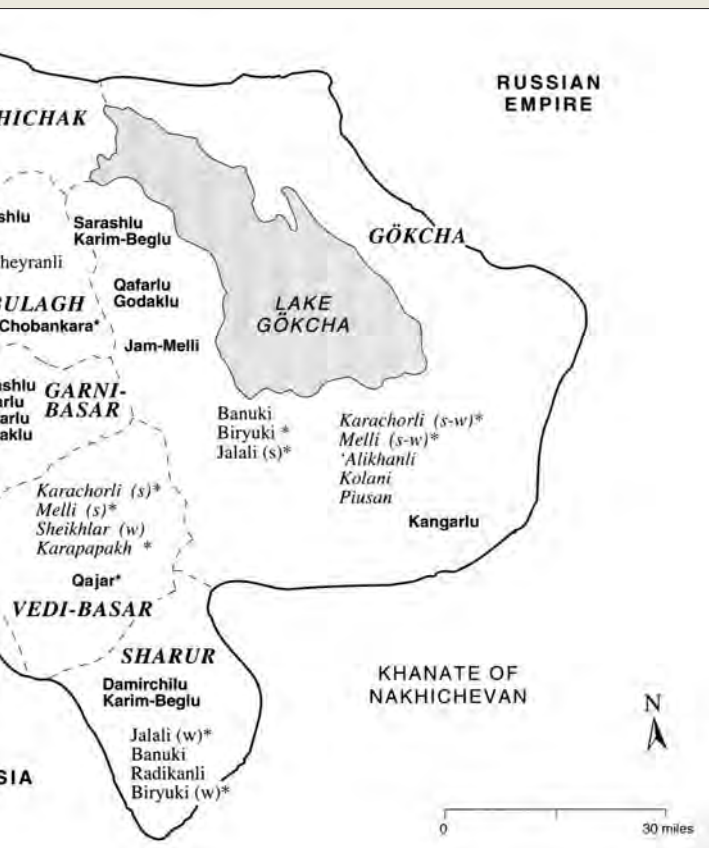 RUSSIAN
EMPIRE
HICHAK
shlu
Sarashlu
Karim-Beglu
GÖKCHA
heyranli
Qafarlu
Godaklu
BULAGH
Chobankara*
LAKE
GÖKCHA
Jam-Melli
ashlu
arlu
arlu
aklu
GARNI-
BASAR
Banuki
Biryuki *
Jalali (s)*
Karachorli (s-w)*
Melli (s-w)*
‘Alikhanli
Kolani
Piusan
Kangarlu
Karachorli (s)*
Melli (s)*
Sheikhlar (w)
Karapapakh *
Qajar*
VEDI-BASAR
SHARUR
Damirchilu
Karim-Beglu
Jalali (w)*
Banuki
Radikanli
Biryuki (w)*
KHANATE OF
NAKHICHEVAN
N
SIA
0 30 miles